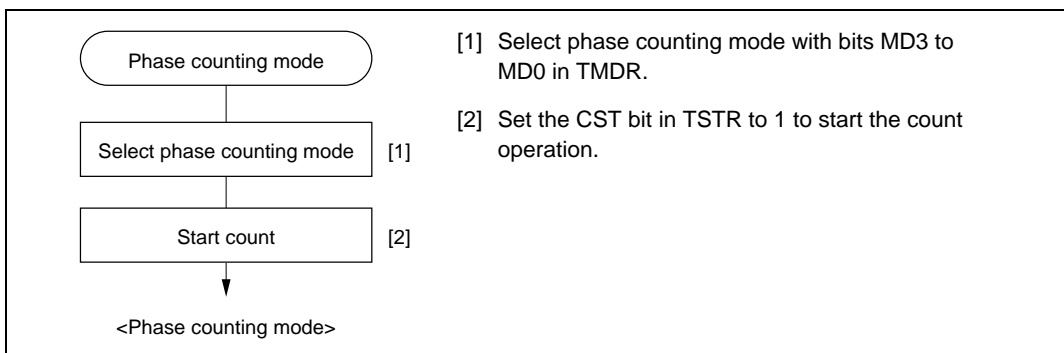 Phase counting mode
Select phase counting mode [1]
Start count [2]
<Phase counting mode>
[1] Select phase counting mode with bits MD3 to
MD0 in TMDR.
[2] Set the CST bit in TSTR to 1 to start the count
operation.